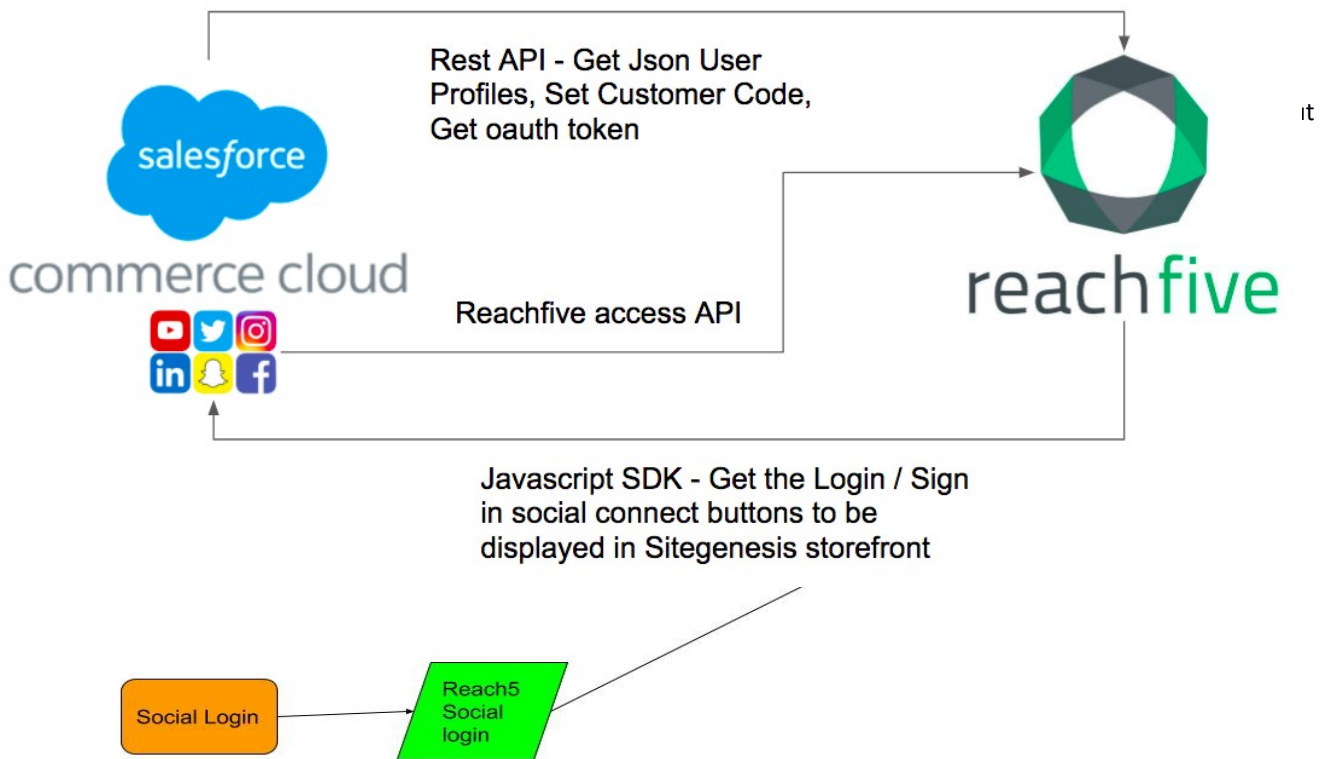 Rest API - Get Json User
Profiles, Set Customer Code,
Get oauth token
salesforce
commerce cloud
in
f
Reachfive access API
reachfive
Javascript SDK - Get the Login / Sign
in social connect buttons to be
displayed in Sitegenesis storefront
Social Login
Reach5
Social
login